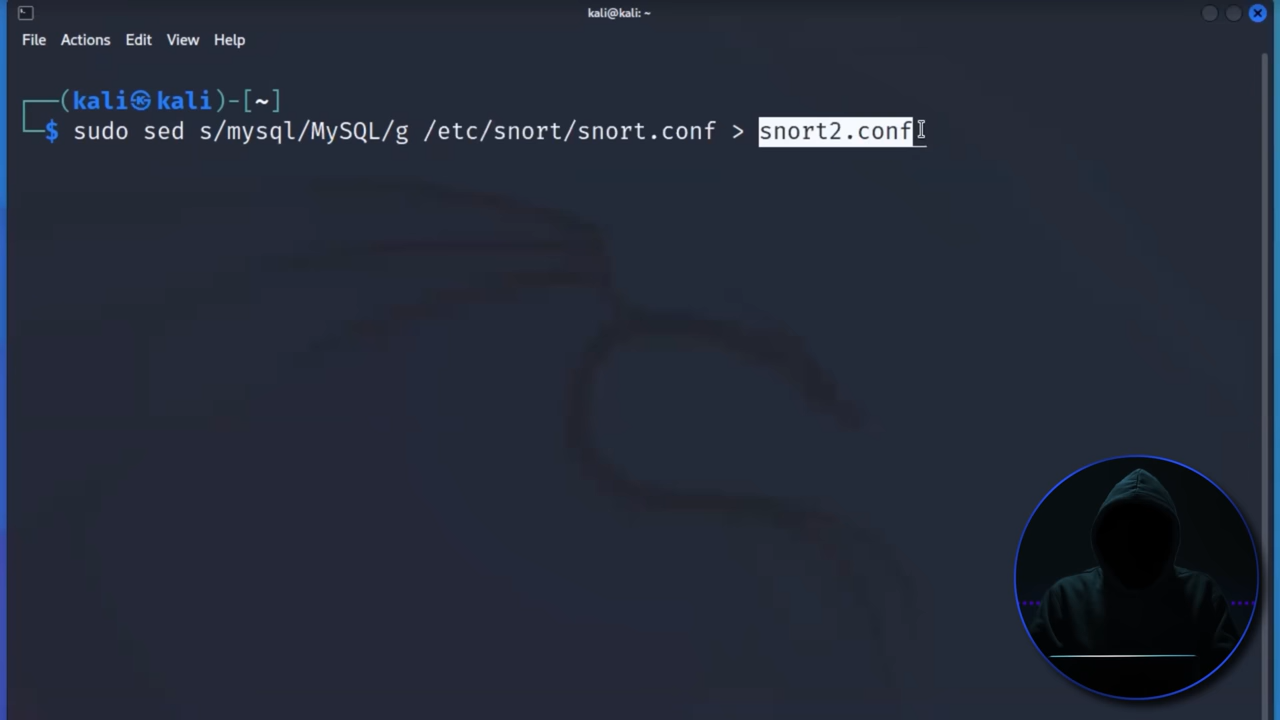 kali@kali: ~
File Actions Edit View Help
(kali㉿kali)-[~]
$ sudo sed s/mysql/MySQL/g /etc/snort/snort.conf > snort2.conf